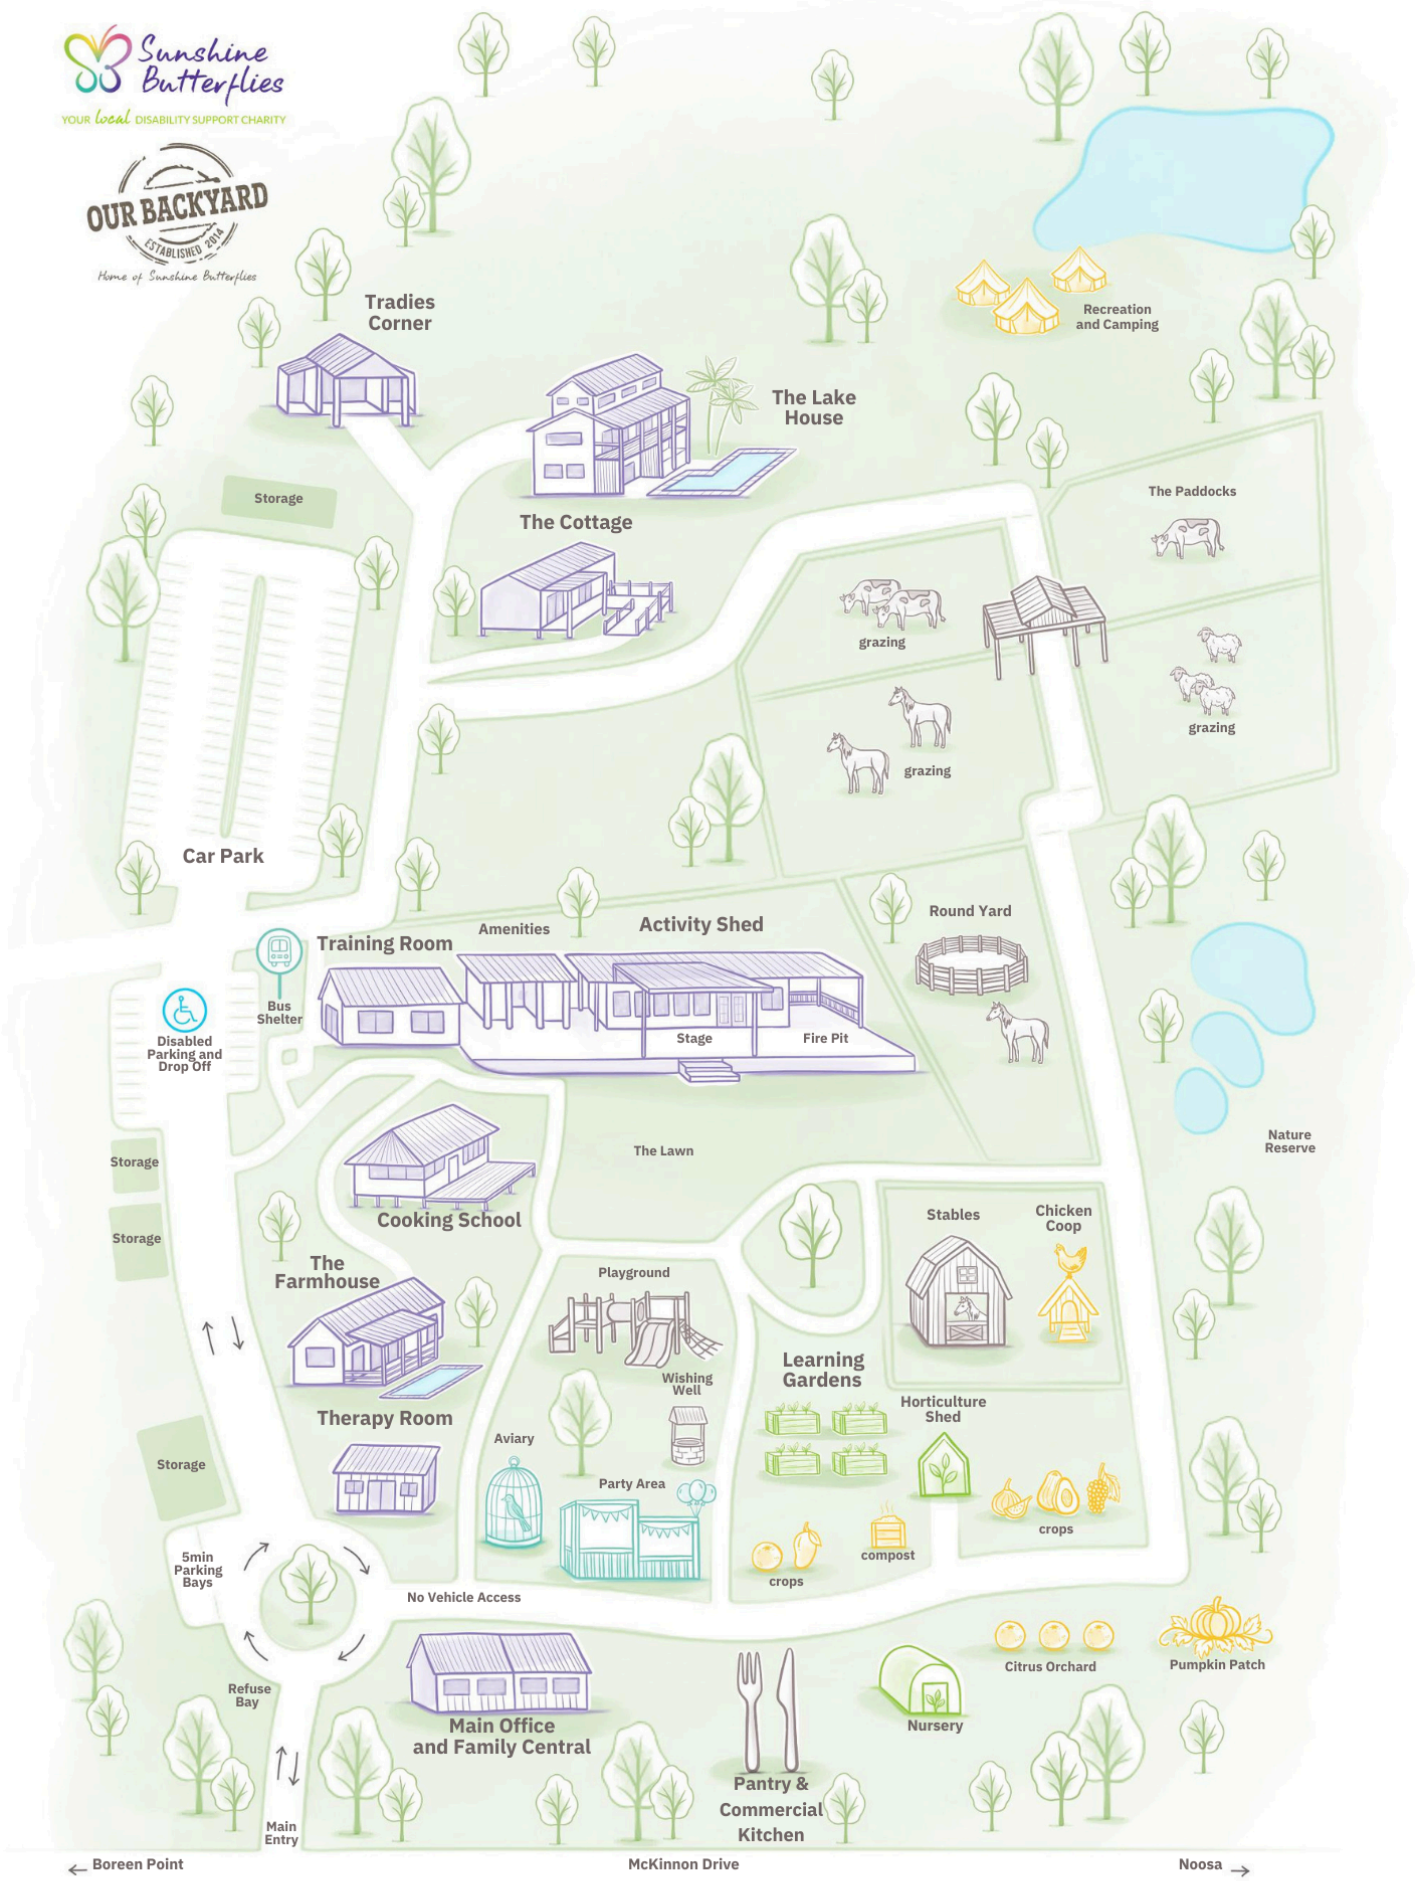 Sunshine
Butterflies
YOUR local DISABILITY SUPPORT CHARITY
OUR BACKYARD
ESTABLISHED 2014
Home of Sunshine Butterflies
Tradies
Corner
Recreation
and Camping
The Lake
House
Storage
The Paddocks
The Cottage
grazing
grazing
grazing
Car Park
Round Yard
Activity Shed
Amenities
Training Room
Bus
Shelter
Disabled
Parking and
Drop Off
Stage
Fire Pit
Nature
Reserve
The Lawn
Storage
Cooking School
Stables
Chicken
Coop
Storage
The
Farmhouse
Playground
Learning
Gardens
Wishing
Well
Horticulture
Shed
Therapy Room
Aviary
Storage
Party Area
crops
compost
crops
5min
Parking
Bays
No Vehicle Access
Citrus Orchard
Pumpkin Patch
Refuse
Bay
Main Office
and Family Central
Nursery
Pantry &
Commercial
Kitchen
Main
Entry
Boreen Point
McKinnon Drive
Noosa